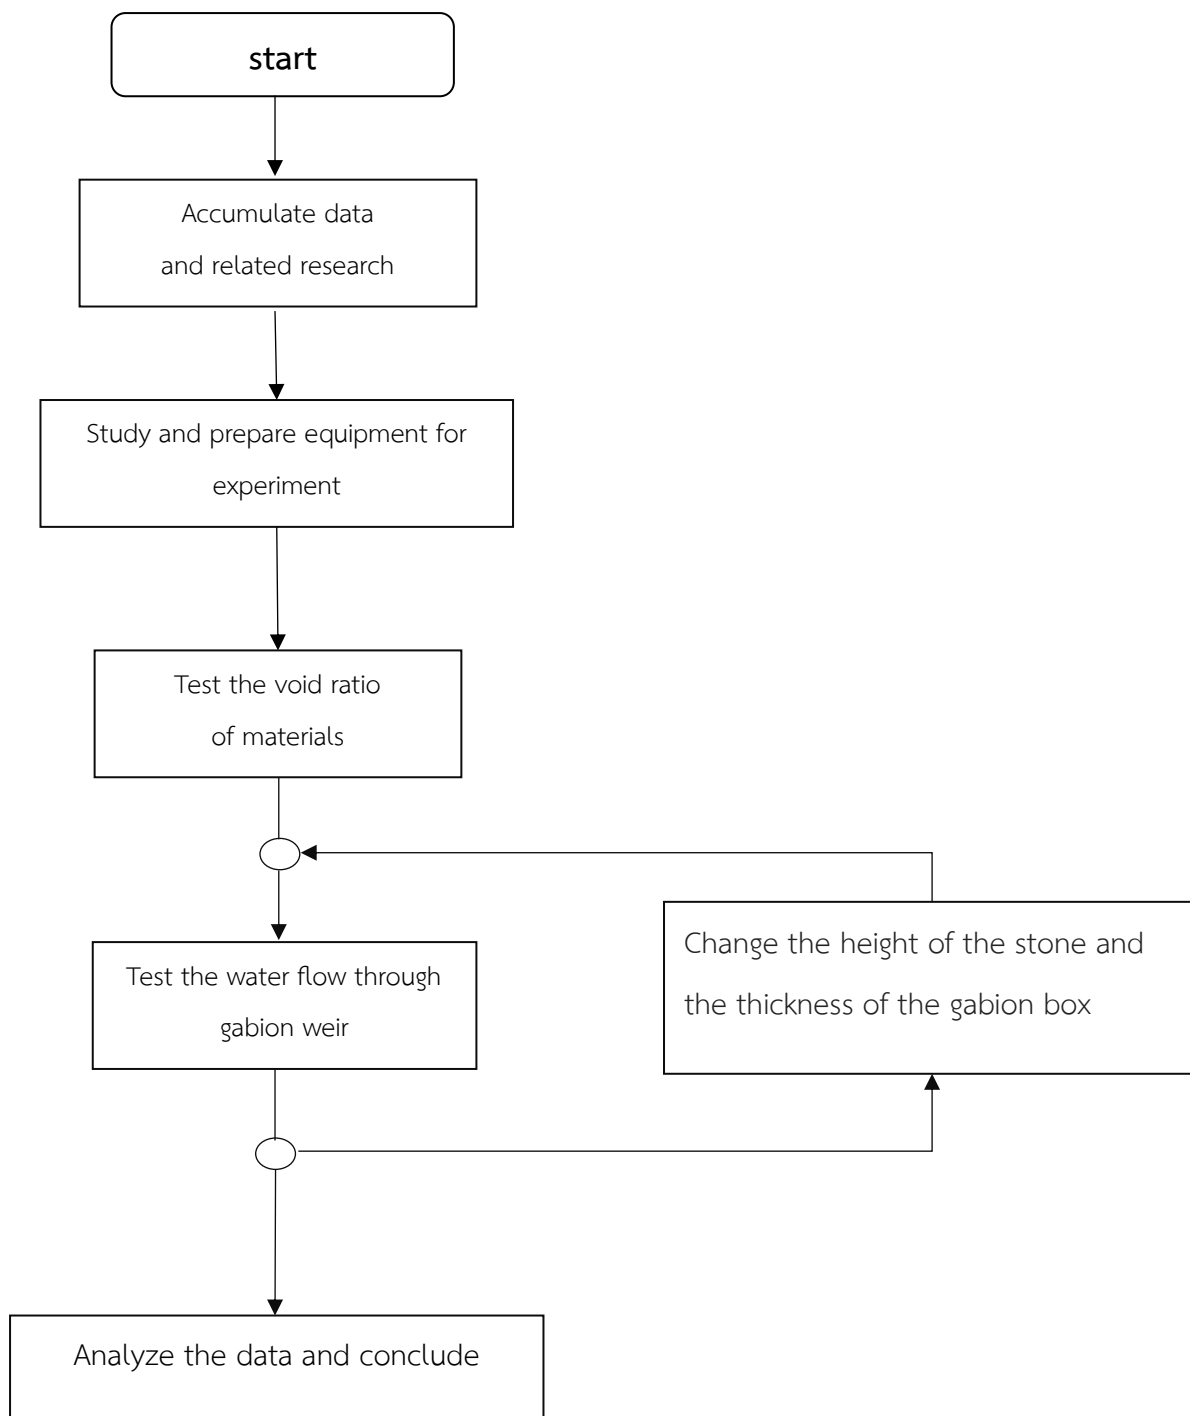 start
Accumulate data
and related research
Study and prepare equipment for
experiment
Test the void ratio
of materials
Test the water flow through
gabion weir
Change the height of the stone and
the thickness of the gabion box
Analyze the data and conclude